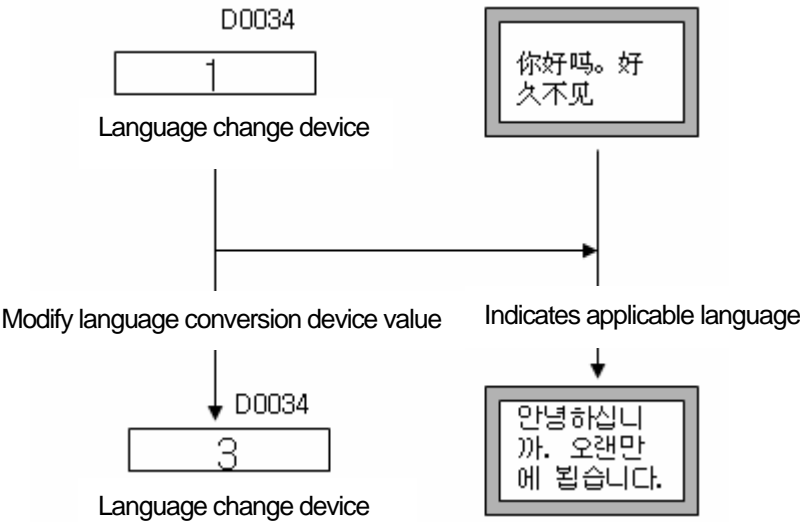 D0034
1
Language change device
你好吗。好
久不见
Modify language conversion device value
Indicates applicable language
D0034
3
Language change device
안녕하십니
까. 오랜만
에 뵙습니다.